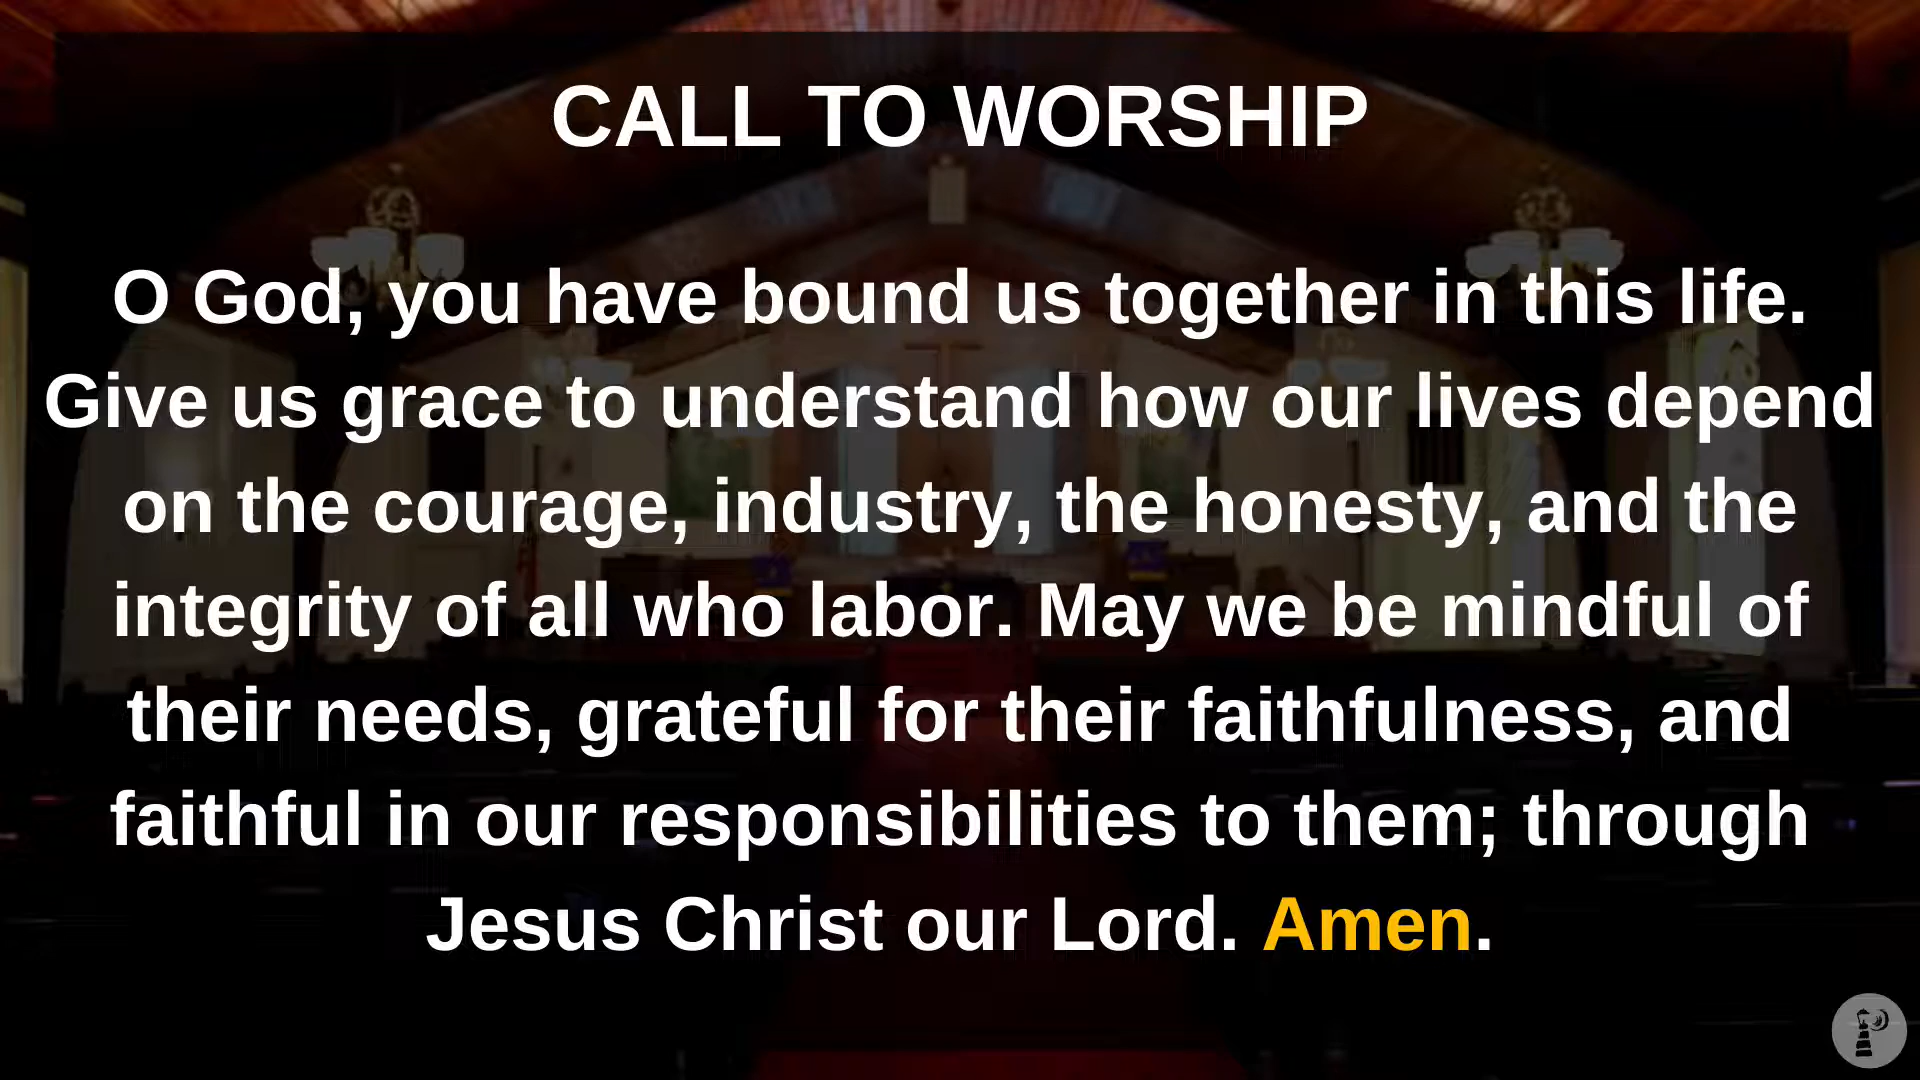 CALL TO WORSHIP
O God, you have bound us together in this life.
Give us grace to understand how our lives depend
on the courage, industry, the honesty, and the
integrity of all who labor. May we be mindful of
their needs, grateful for their faithfulness, and
faithful in our responsibilities to them; through
Jesus Christ our Lord. Amen.